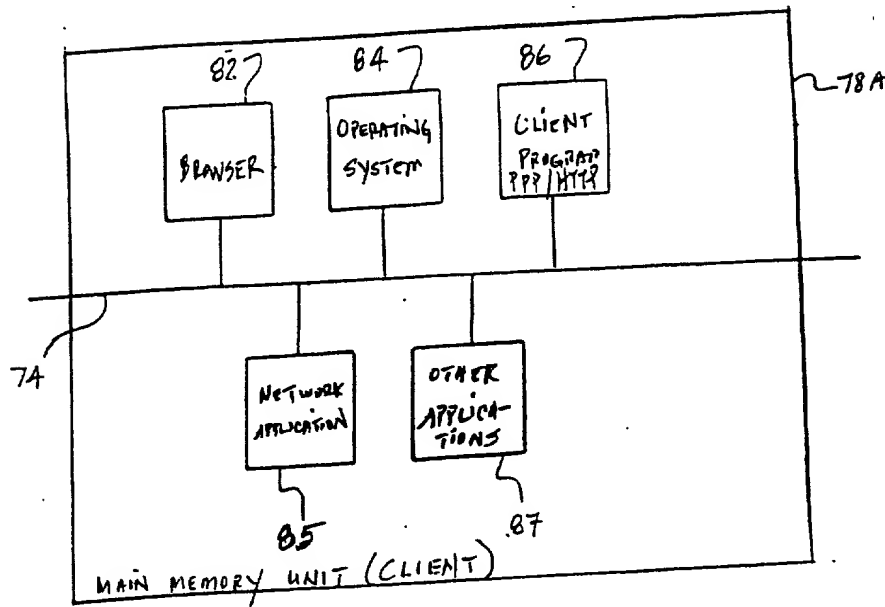 82
84
86
78A
BROWSER
OPERATING
SYSTEM
CLIENT
PROGRAM
PPP/HTTP
74
NETWORK
APPLICATION
OTHER
APPLICA-
TIONS
85
87
MAIN MEMORY UNIT (CLIENT)